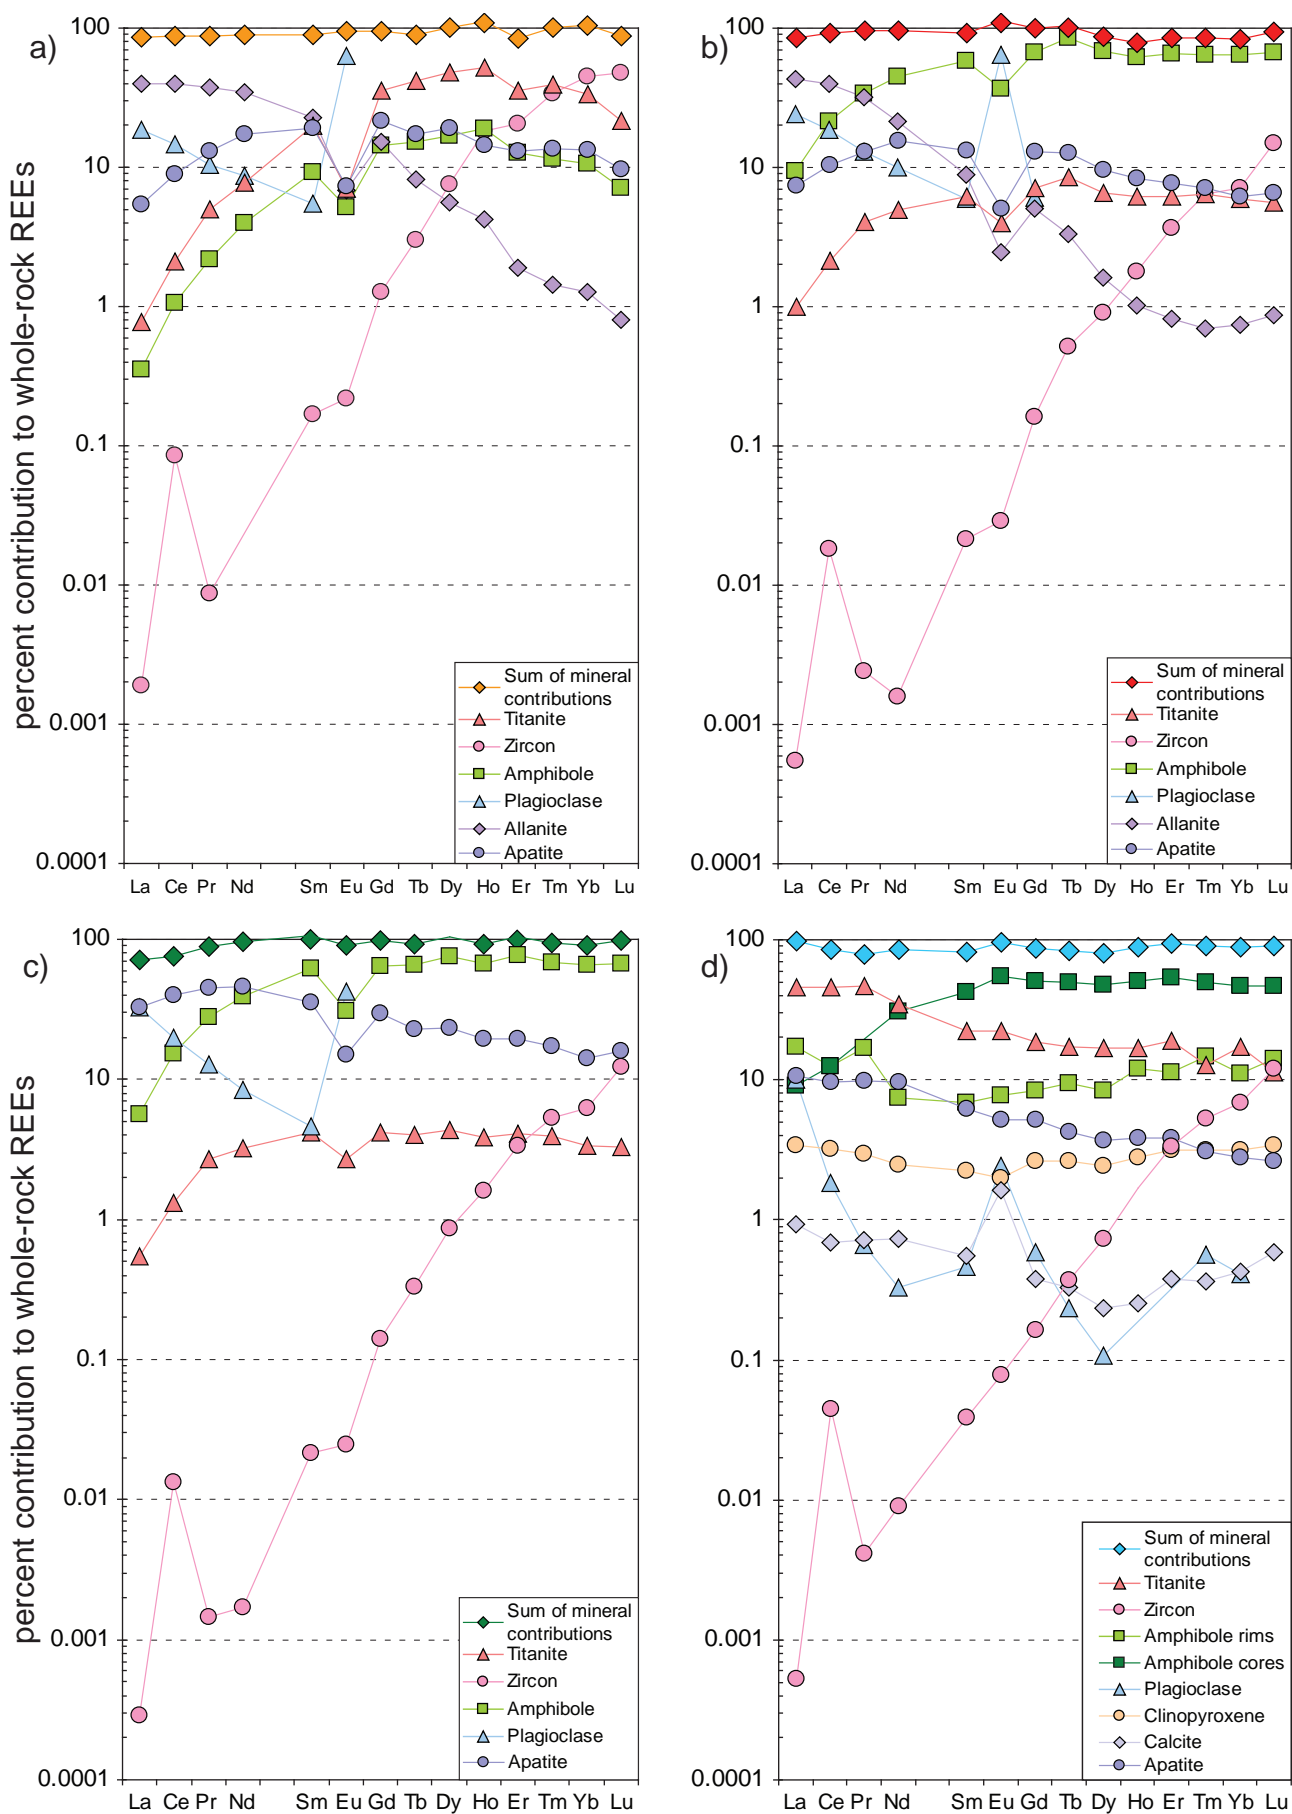 percent contribution to whole-rock REEs
a)
100
10
1
0.1
0.01
0.001
0.0001
La Ce Pr Nd Sm Eu Gd Tb Dy Ho Er Tm Yb Lu
Sum of mineral
contributions
Titanite
Zircon
Amphibole
Plagioclase
Allanite
Apatite
b)
100
10
1
0.1
0.01
0.001
0.0001
La Ce Pr Nd Sm Eu Gd Tb Dy Ho Er Tm Yb Lu
Sum of mineral
contributions
Titanite
Zircon
Amphibole
Plagioclase
Allanite
Apatite
percent contribution to whole-rock REEs
c)
100
10
1
0.1
0.01
0.001
0.0001
La Ce Pr Nd Sm Eu Gd Tb Dy Ho Er Tm Yb Lu
Sum of mineral
contributions
Titanite
Zircon
Amphibole
Plagioclase
Apatite
d)
100
10
1
0.1
0.01
0.001
0.0001
La Ce Pr Nd Sm Eu Gd Tb Dy Ho Er Tm Yb Lu
Sum of mineral
contributions
Titanite
Zircon
Amphibole rims
Amphibole cores
Plagioclase
Clinopyroxene
Calcite
Apatite